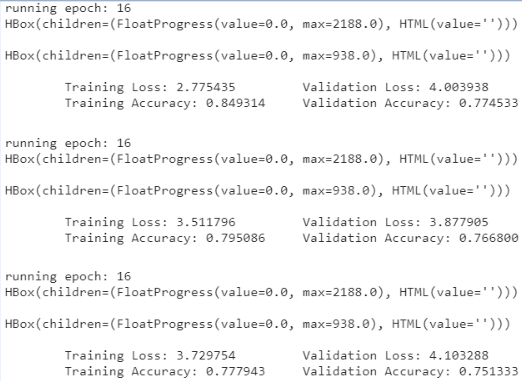 running epoch: 16
HBox(children=(FloatProgress(value=0.0, max=2188.0), HTML(value='')))
HBox(children=(FloatProgress(value=0.0, max=938.0), HTML(value='')))
Training Loss: 2.775435 Validation Loss: 4.003938
Training Accuracy: 0.849314 Validation Accuracy: 0.774533
running epoch: 16
HBox(children=(FloatProgress(value=0.0, max=2188.0), HTML(value='')))
HBox(children=(FloatProgress(value=0.0, max=938.0), HTML(value='')))
Training Loss: 3.511796 Validation Loss: 3.877905
Training Accuracy: 0.795086 Validation Accuracy: 0.766800
running epoch: 16
HBox(children=(FloatProgress(value=0.0, max=2188.0), HTML(value='')))
HBox(children=(FloatProgress(value=0.0, max=938.0), HTML(value='')))
Training Loss: 3.729754 Validation Loss: 4.103288
Training Accuracy: 0.777943 Validation Accuracy: 0.751333